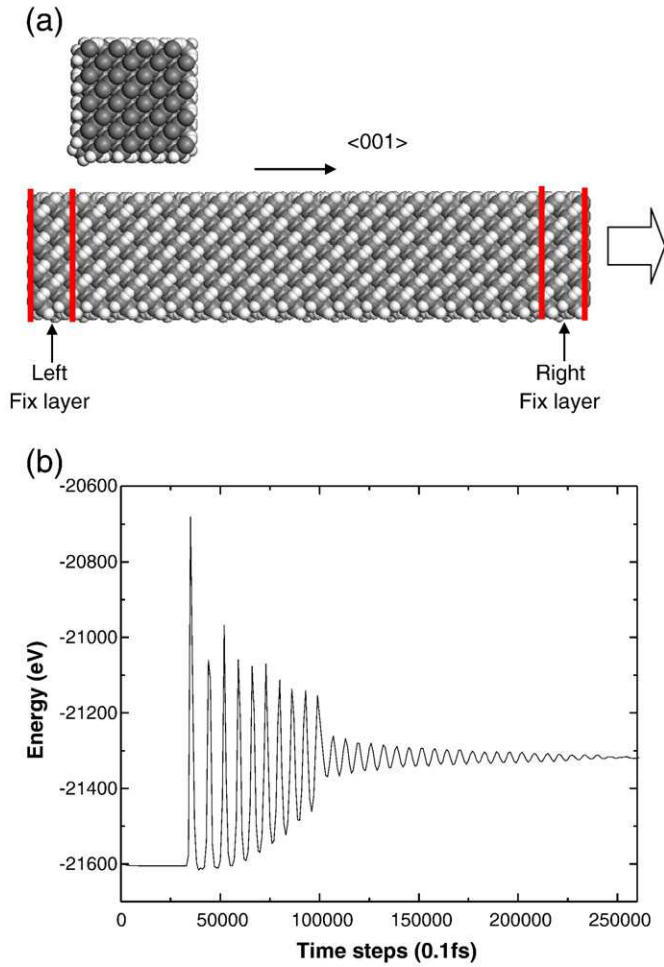 (a)
<001>
Left
Fix layer
Right
Fix layer
(b)
Energy (eV)
-20600
-20800
-21000
-21200
-21400
-21600
0 50000 100000 150000 200000 250000
Time steps (0.1fs)